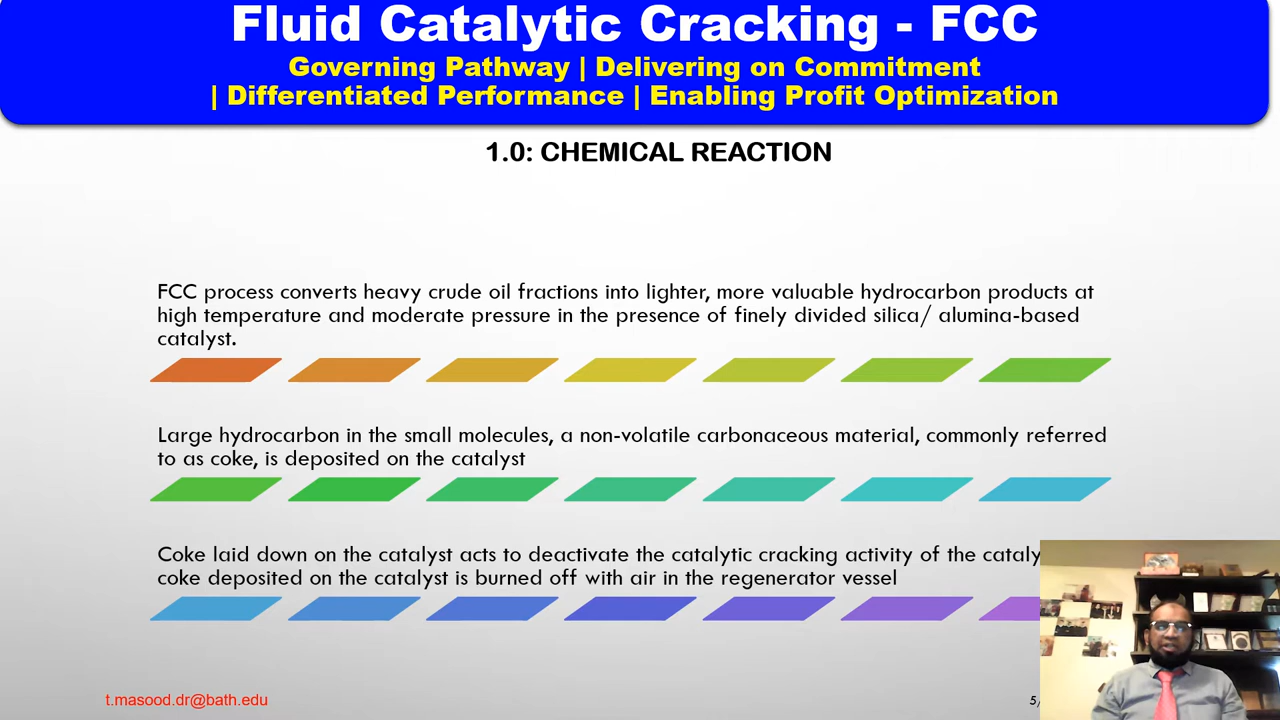 Fluid Catalytic Cracking - FCC
Governing Pathway | Delivering on Commitment
| Differentiated Performance | Enabling Profit Optimization
1.0: CHEMICAL REACTION
FCC process converts heavy crude oil fractions into lighter, more valuable hydrocarbon products at
high temperature and moderate pressure in the presence of finely divided silica/ alumina-based
catalyst.
Large hydrocarbon in the small molecules, a non-volatile carbonaceous material, commonly referred
to as coke, is deposited on the catalyst
Coke laid down on the catalyst acts to deactivate the catalytic cracking activity of the
coke deposited on the catalyst is burned off with air in the regenerator vessel
t.masood.dr@bath.edu
5/